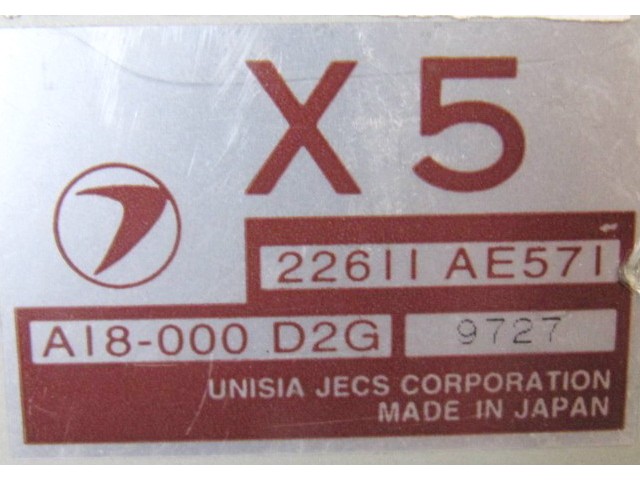 X5
22611 AE571
A18-000 D2G 9727
UNISIA JECS CORPORATION
MADE IN JAPAN